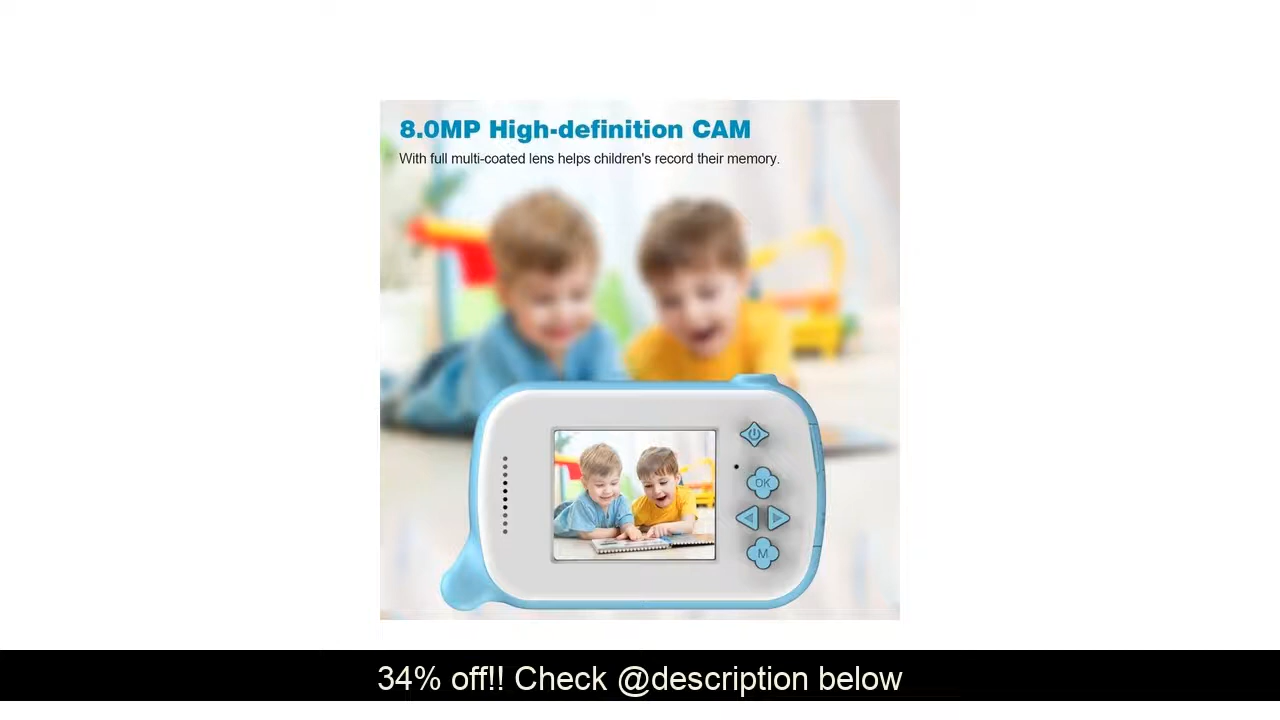 8.0MP High-definition CAM
With full multi-coated lens helps children's record their memory.
OK
M
34% off!! Check @description below